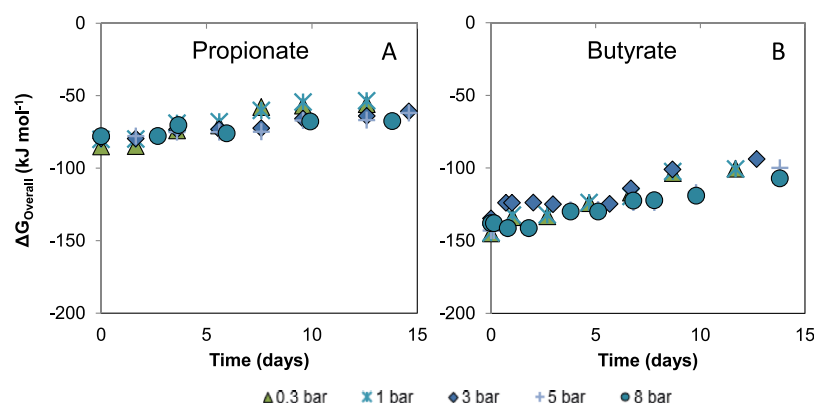 Propionate A
Butyrate B
ΔG Overall (kJ mol⁻¹)
0
-50
-100
-150
-200
0 5 10 15
Time (days)
0
-50
-100
-150
-200
0 5 10 15
Time (days)
0.3 bar 1 bar 3 bar 5 bar 8 bar